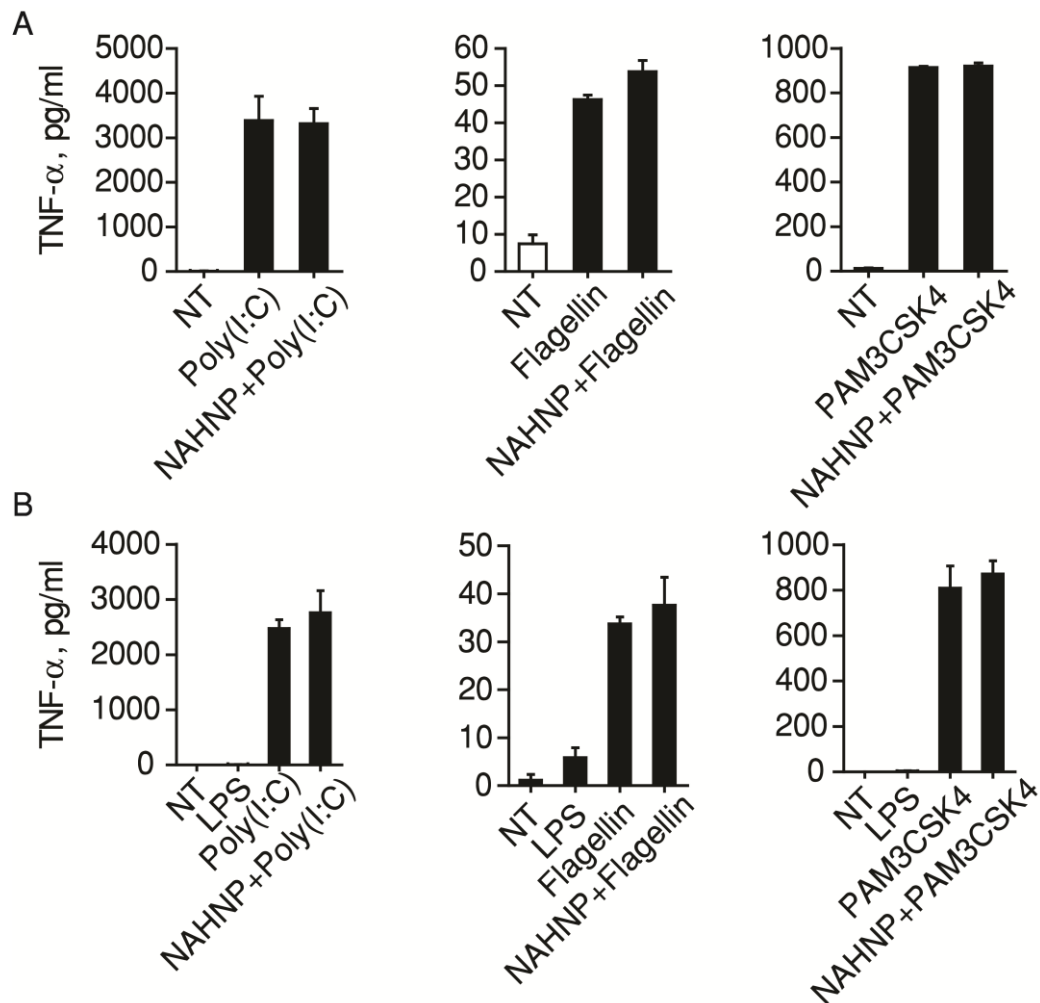 A
TNF-α, pg/ml
5000
4000
3000
2000
1000
0
NT
Poly(I:C)
NAHNP+Poly(I:C)
60
50
40
30
20
10
0
NT
Flagellin
NAHNP+Flagellin
1000
800
600
400
200
0
NT
PAM3CSK4
NAHNP+PAM3CSK4
B
TNF-α, pg/ml
4000
3000
2000
1000
0
NT
LPS
Poly(I:C)
NAHNP+Poly(I:C)
50
40
30
20
10
0
NT
LPS
Flagellin
NAHNP+Flagellin
1000
800
600
400
200
0
NT
LPS
PAM3CSK4
NAHNP+PAM3CSK4